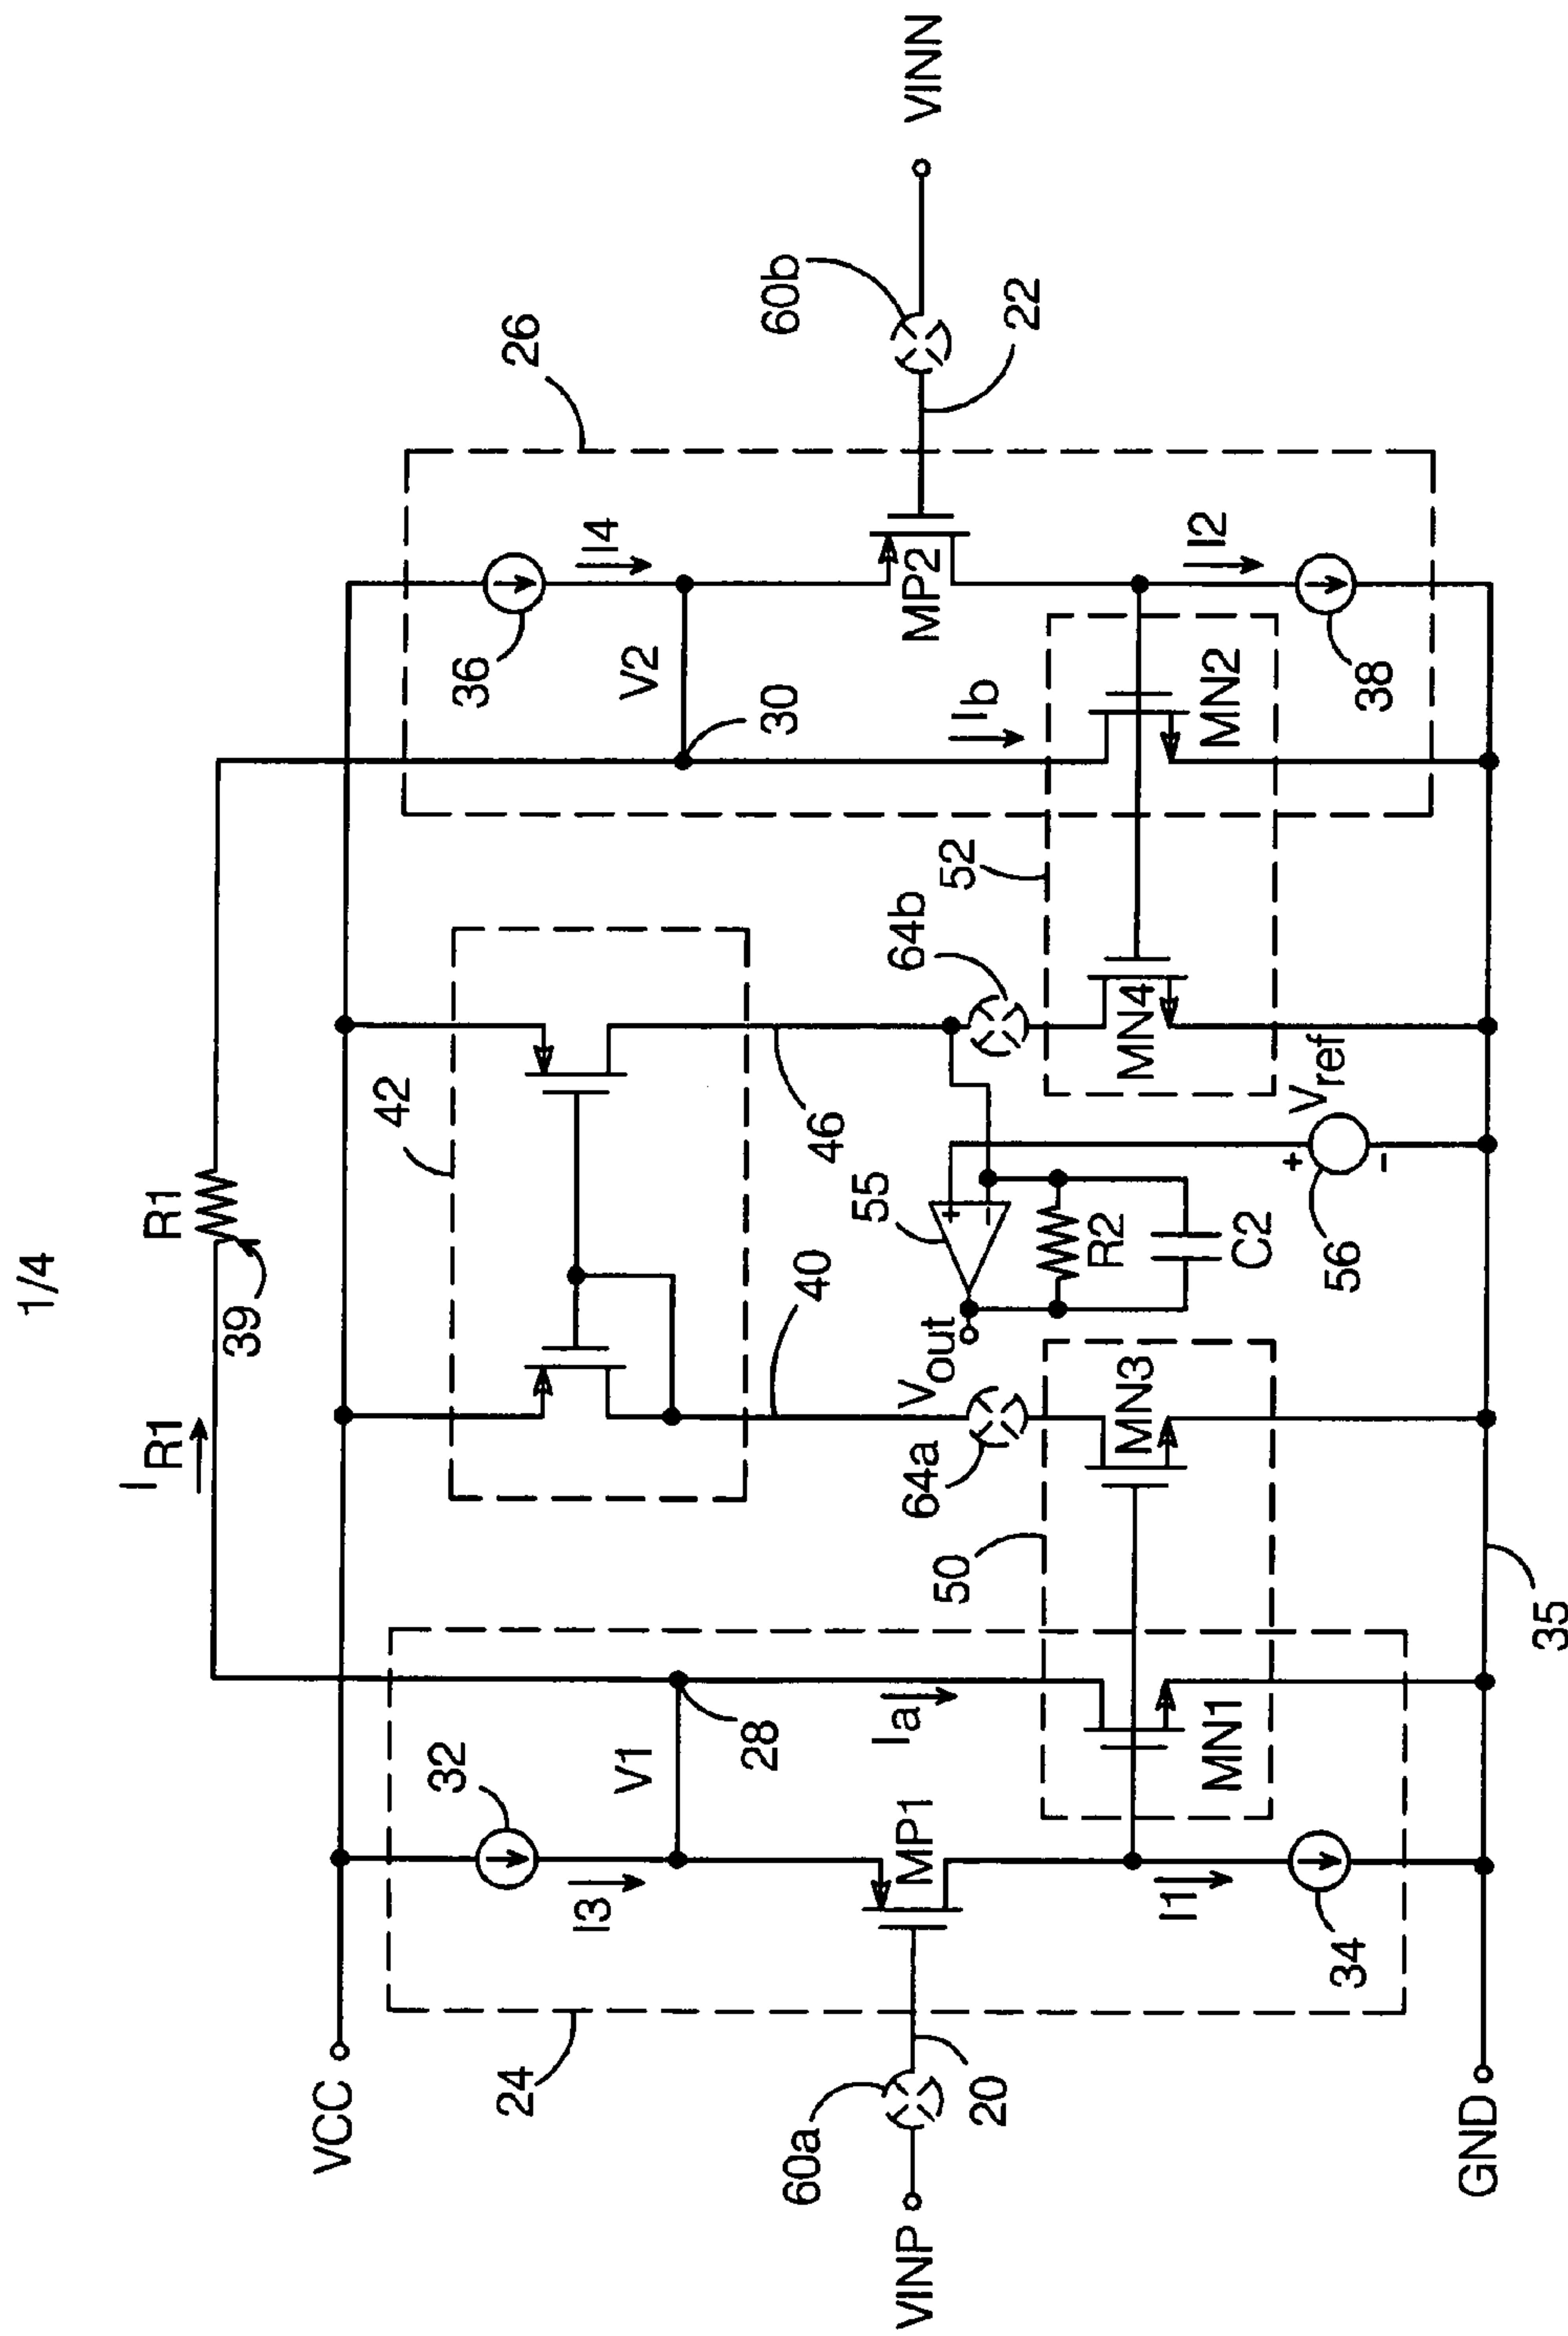 1/4
IR1
R1
39
VCC
24
32
I3
V1
28
42
36
I4
V2
30
26
60a
VINP
20
MP1
Ia
40
46
Ib
MP2
60b
VINN
22
50
64a
Vout
55
64b
52
I1
MN1
MN3
R2
C2
MN4
MN2
I2
34
56
Vref
+
-
+
-
38
GND
35